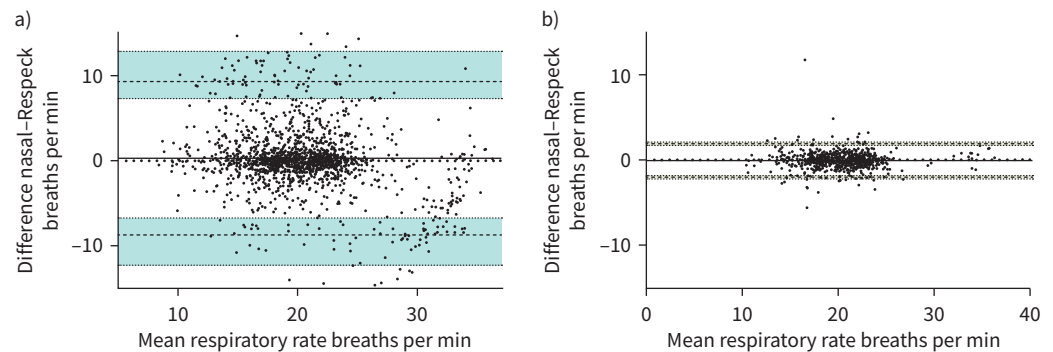 a)
Difference nasal–Respeck
breaths per min
10
0
–10
10
20
30
Mean respiratory rate breaths per min
b)
Difference nasal–Respeck
breaths per min
10
0
–10
0
10
20
30
40
Mean respiratory rate breaths per min